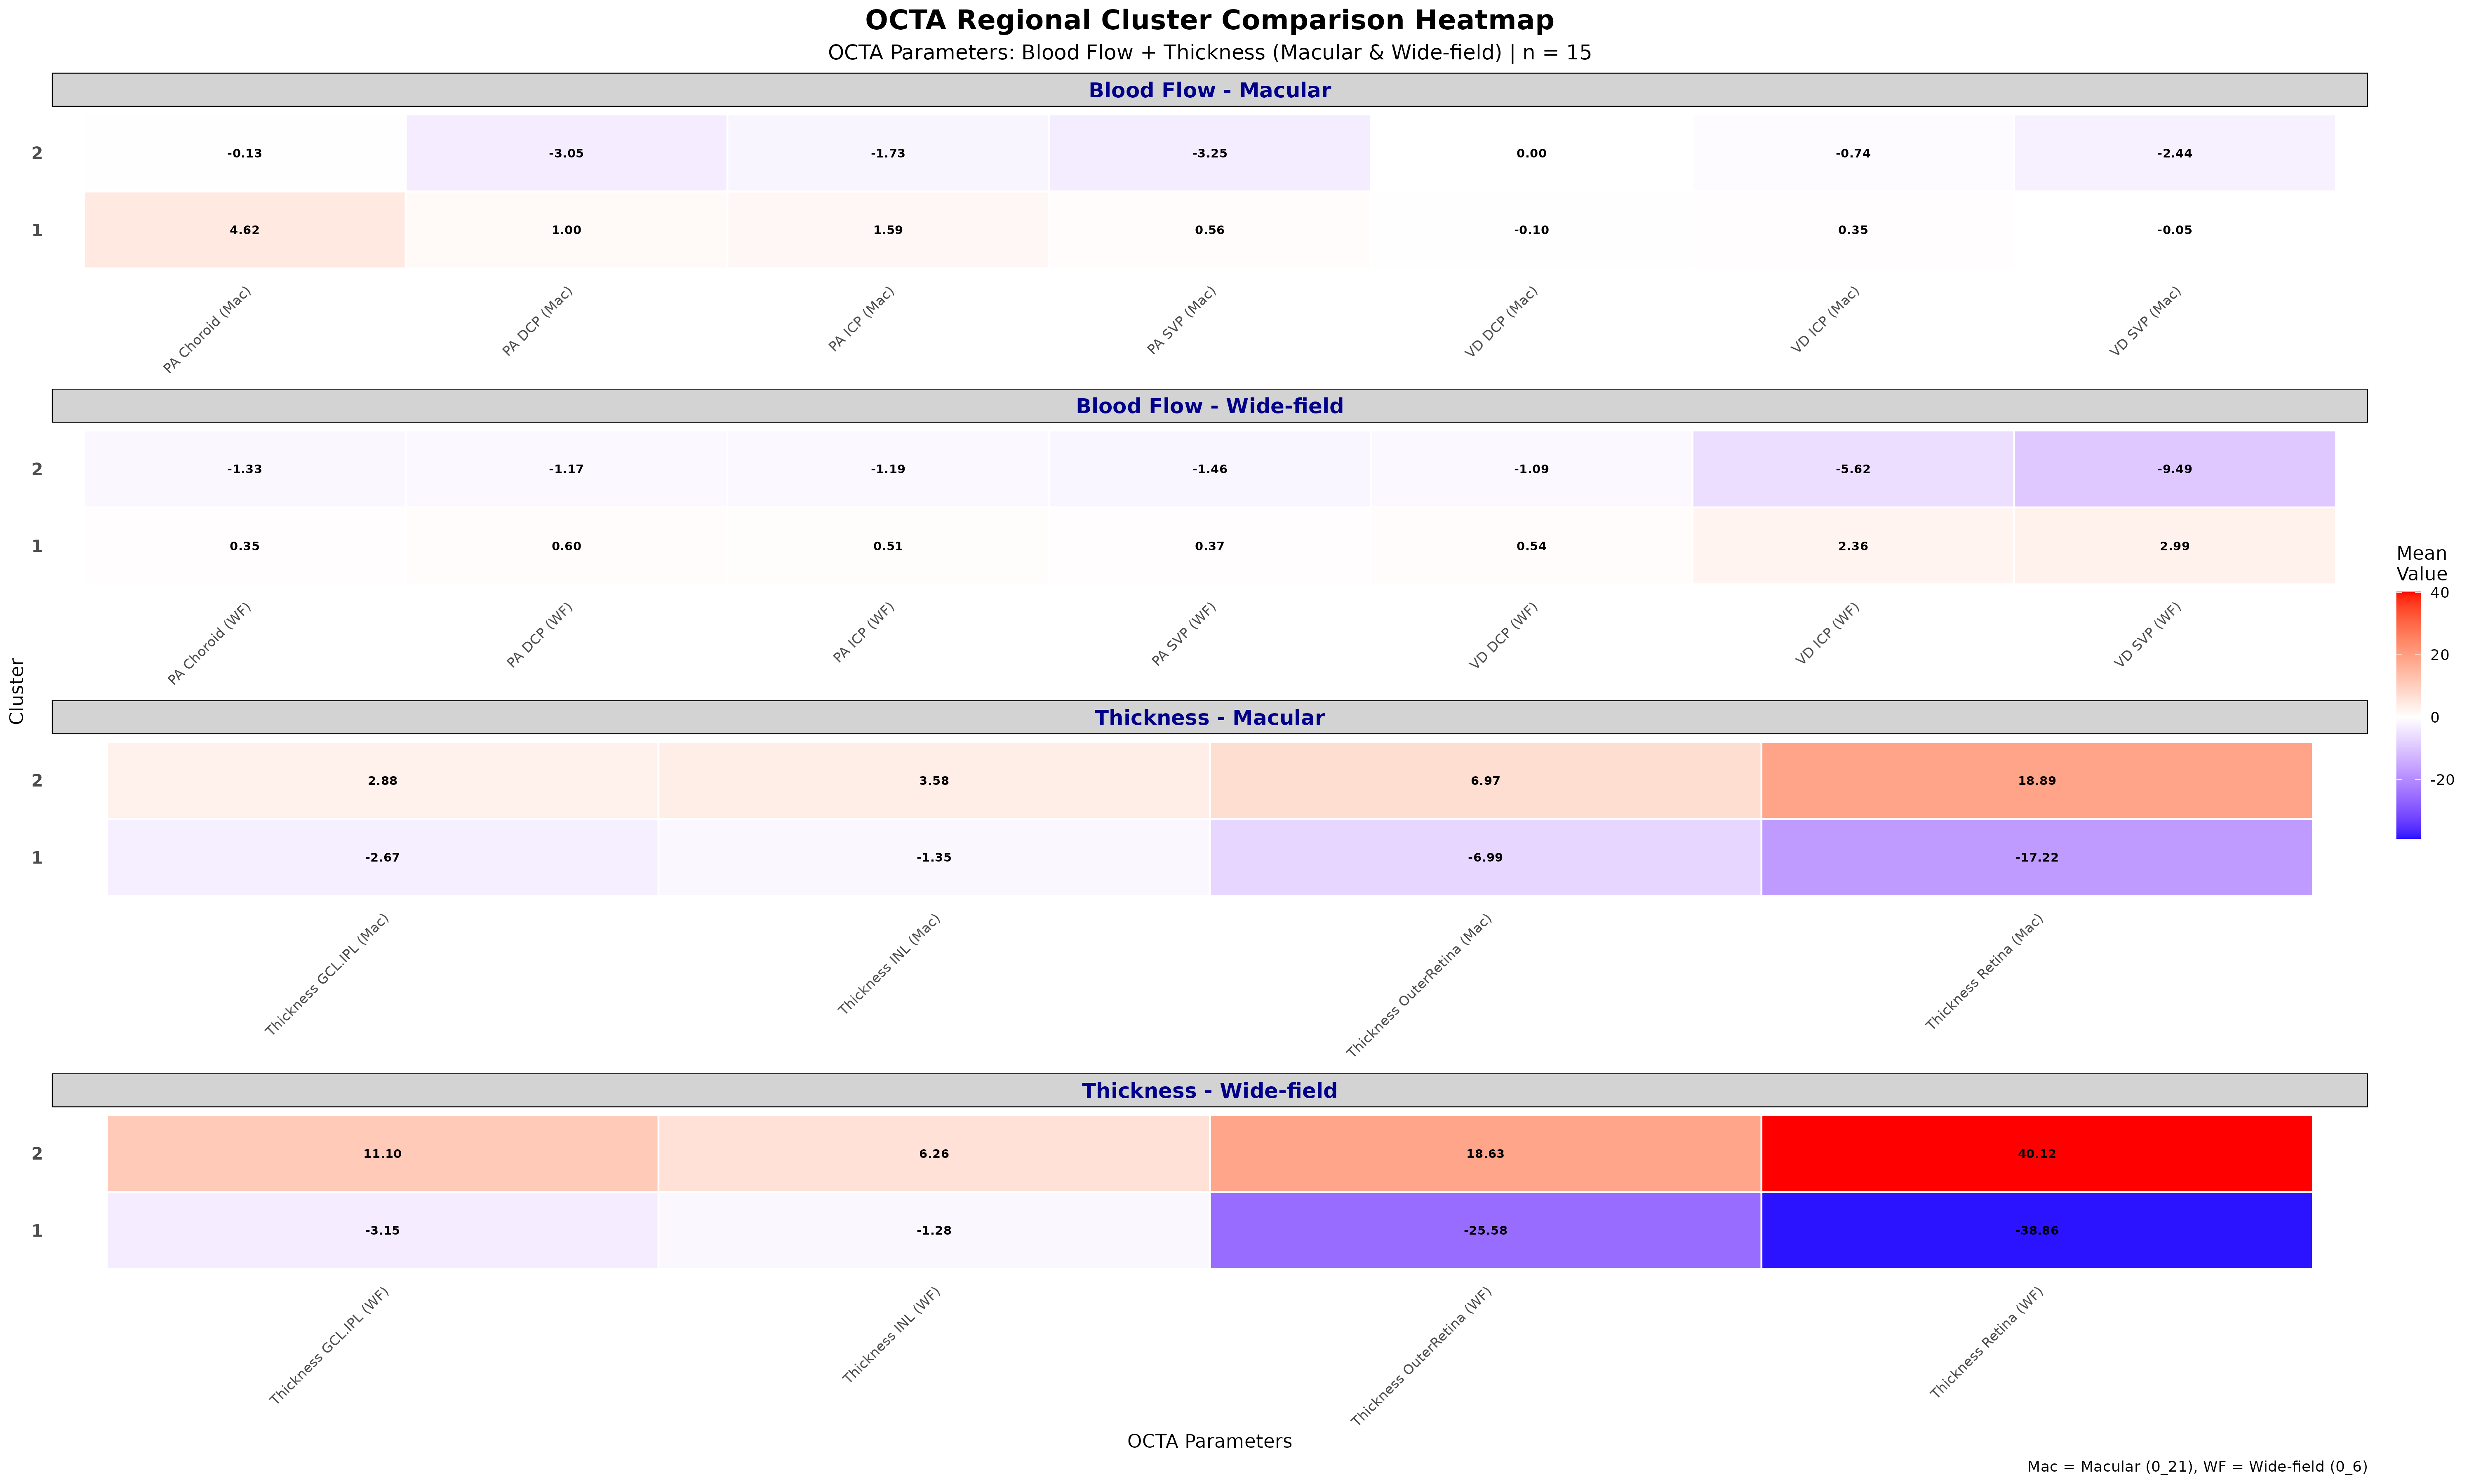 OCTA Regional Cluster Comparison Heatmap
OCTA Parameters: Blood Flow + Thickness (Macular & Wide-field) | n = 15
Blood Flow - Macular
2
-0.13 -3.05 -1.73 -3.25 0.00 -0.74 -2.44
1
4.62 1.00 1.59 0.56 -0.10 0.35 -0.05
PA Choroid (Mac)
PA DCP (Mac)
PA ICP (Mac)
PA SVP (Mac)
VD DCP (Mac)
VD ICP (Mac)
VD SVP (Mac)
Blood Flow - Wide-field
2
-1.33 -1.17 -1.19 -1.46 -1.09 -5.62 -9.49
1
0.35 0.60 0.51 0.37 0.54 2.36 2.99
PA Choroid (WF)
PA DCP (WF)
PA ICP (WF)
PA SVP (WF)
VD DCP (WF)
VD ICP (WF)
VD SVP (WF)
Thickness - Macular
2
2.88 3.58 6.97 18.89
1
-2.67 -1.35 -6.99 -17.22
Thickness GCL.IPL (Mac)
Thickness INL (Mac)
Thickness OuterRetina (Mac)
Thickness Retina (Mac)
Thickness - Wide-field
2
11.10 6.26 18.63 40.12
1
-3.15 -1.28 -25.58 -38.86
Thickness GCL.IPL (WF)
Thickness INL (WF)
Thickness OuterRetina (WF)
Thickness Retina (WF)
Cluster
OCTA Parameters
Mean
Value
40
20
0
-20
Mac = Macular (0_21), WF = Wide-field (0_6)